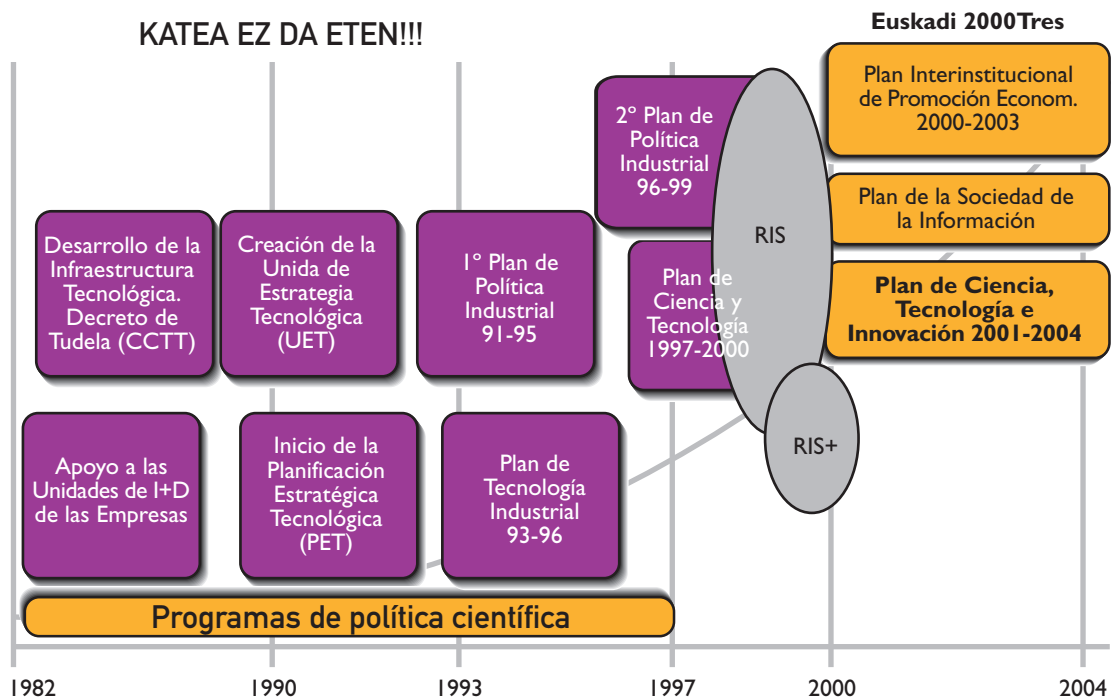 KATEA EZ DA ETEN!!!
Euskadi 2000Tres
Plan Interinstitucional
de Promoción Econom.
2000-2003
2º Plan de
Política
Industrial
96-99
Plan de la Sociedad de
la Información
RIS
Desarrollo de la
Infraestructura
Tecnológica.
Decreto de
Tudela (CCTT)
Creación de la
Unida de
Estrategia
Tecnológica
(UET)
1º Plan de
Política
Industrial
91-95
Plan de
Ciencia y
Tecnología
1997-2000
Plan de Ciencia,
Tecnología e
Innovación 2001-2004
Apoyo a las
Unidades de I+D
de las Empresas
Inicio de la
Planificación
Estratégica
Tecnológica
(PET)
Plan de
Tecnología
Industrial
93-96
RIS+
Programas de política científica
1982 1990 1993 1997 2000 2004